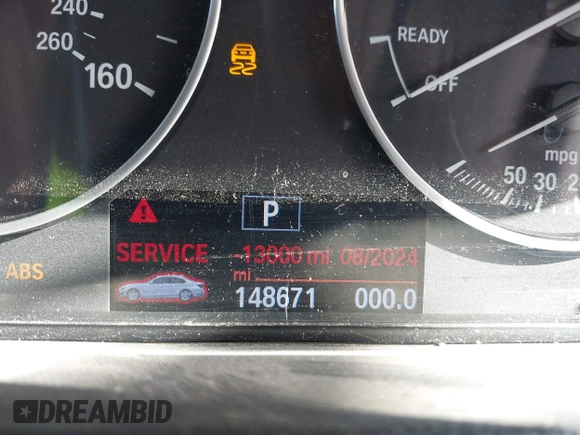 240
260
160
READY
OFF
mpg
50 30
ABS
P
SERVICE -13000 mi 08/2024
mi
148671 000.0
DREAMBID